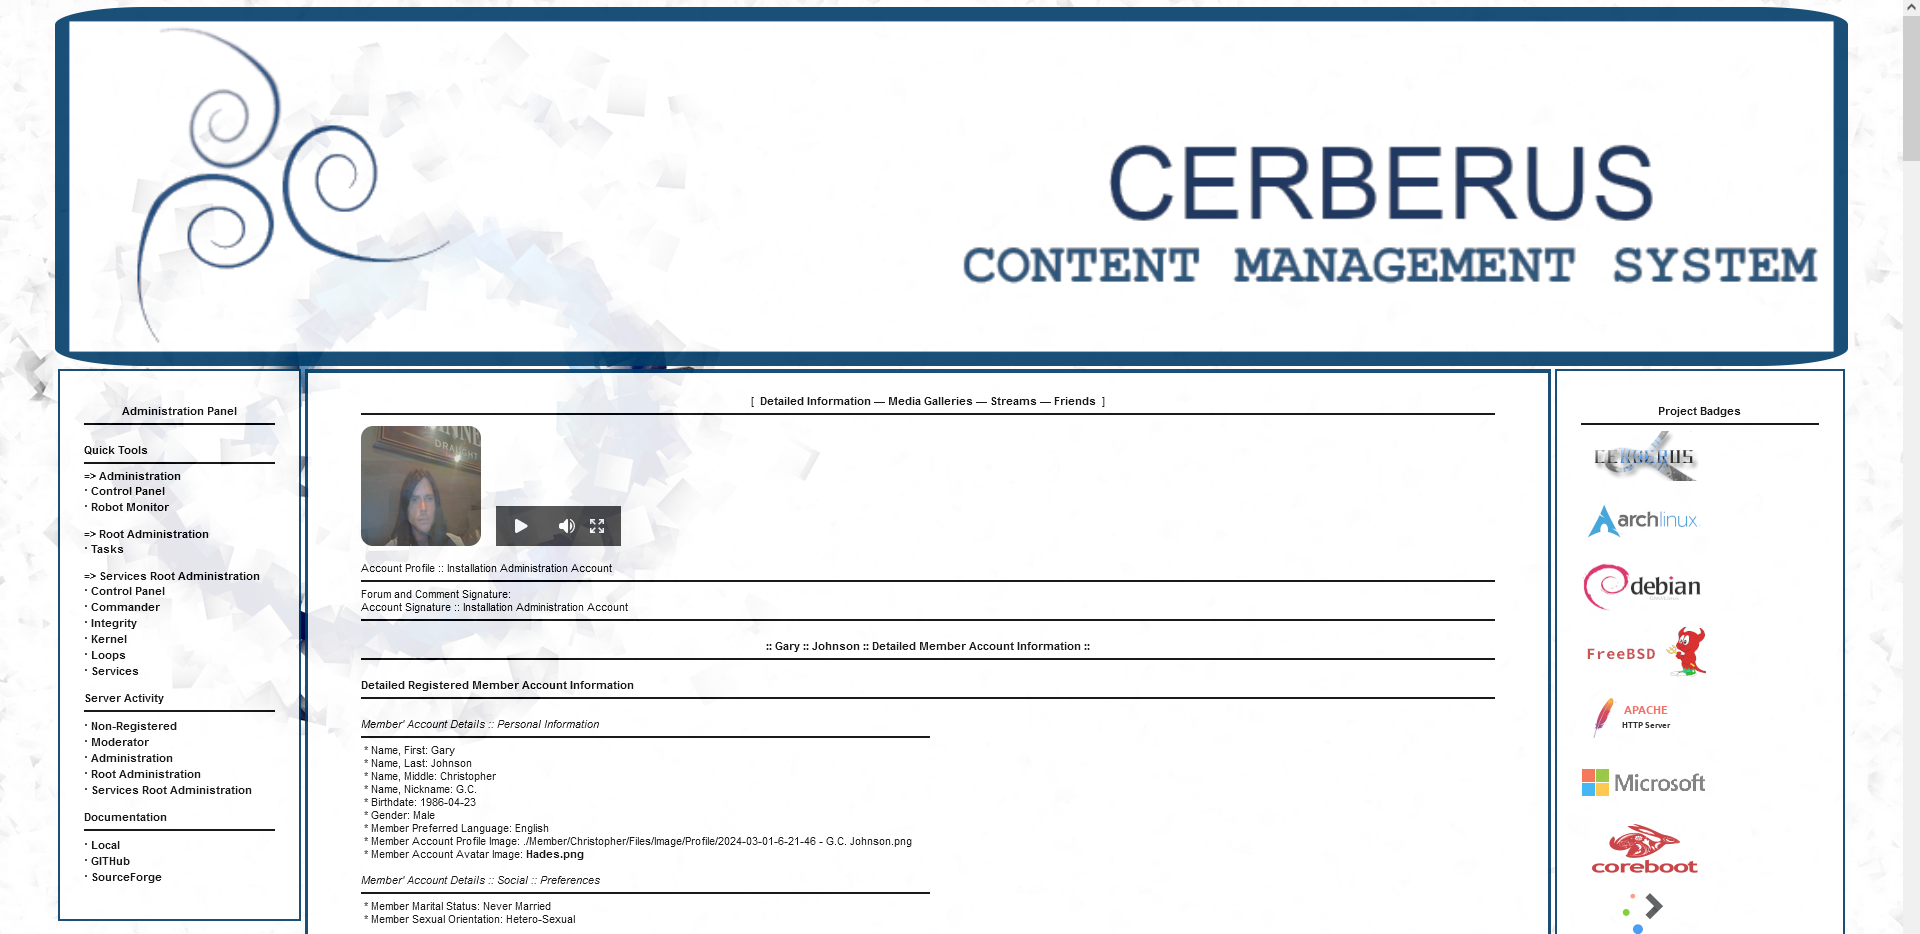 CERBERUS
CONTENT MANAGEMENT SYSTEM
Administration Panel
Quick Tools
=> Administration
· Control Panel
· Robot Monitor
=> Root Administration
· Tasks
=> Services Root Administration
· Control Panel
· Commander
· Integrity
· Kernel
· Loops
· Services
Server Activity
· Non-Registered
· Moderator
· Administration
· Root Administration
· Services Root Administration
Documentation
· Local
· GITHub
· SourceForge
[ Detailed Information — Media Galleries — Streams — Friends ]
DRAUGHT
Account Profile :: Installation Administration Account
Forum and Comment Signature:
Account Signature :: Installation Administration Account
:: Gary :: Johnson :: Detailed Member Account Information ::
Detailed Registered Member Account Information
Member' Account Details :: Personal Information
* Name, First: Gary
* Name, Last: Johnson
* Name, Middle: Christopher
* Name, Nickname: G.C.
* Birthdate: 1986-04-23
* Gender: Male
* Member Preferred Language: English
* Member Account Profile Image: ./Member/Christopher/Files/Image/Profile/2024-03-01-6-21-46 - G.C. Johnson.png
* Member Account Avatar Image: Hades.png
Member' Account Details :: Social :: Preferences
* Member Marital Status: Never Married
* Member Sexual Orientation: Hetero-Sexual
Project Badges
CERBERUS
archlinux
debian
FreeBSD
APACHE
HTTP Server
Microsoft
coreboot